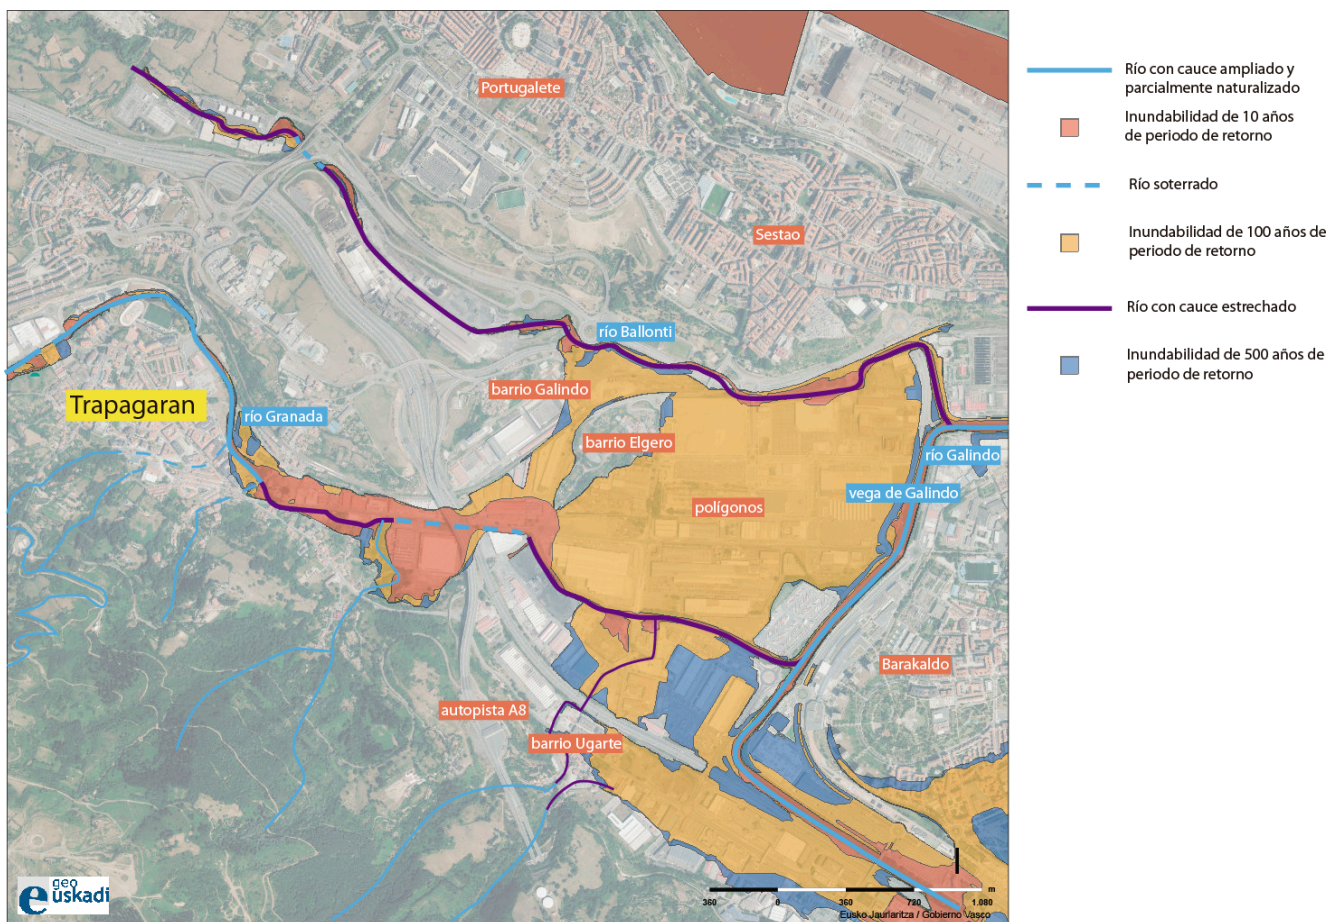 Portugalete
Sestao
río Ballonti
barrio Galindo
Trapagaran
río Granada
barrio Elgero
río Galindo
vega de Galindo
polígonos
Barakaldo
autopista A8
barrio Ugarte
geo
euskadi
360
0
360
720
1.080
m
Eusko Jaurlaritza / Gobierno Vasco
Río con cauce ampliado y
parcialmente naturalizado
Inundabilidad de 10 años
de periodo de retorno
Río soterrado
Inundabilidad de 100 años de
periodo de retorno
Río con cauce estrechado
Inundabilidad de 500 años de
periodo de retorno